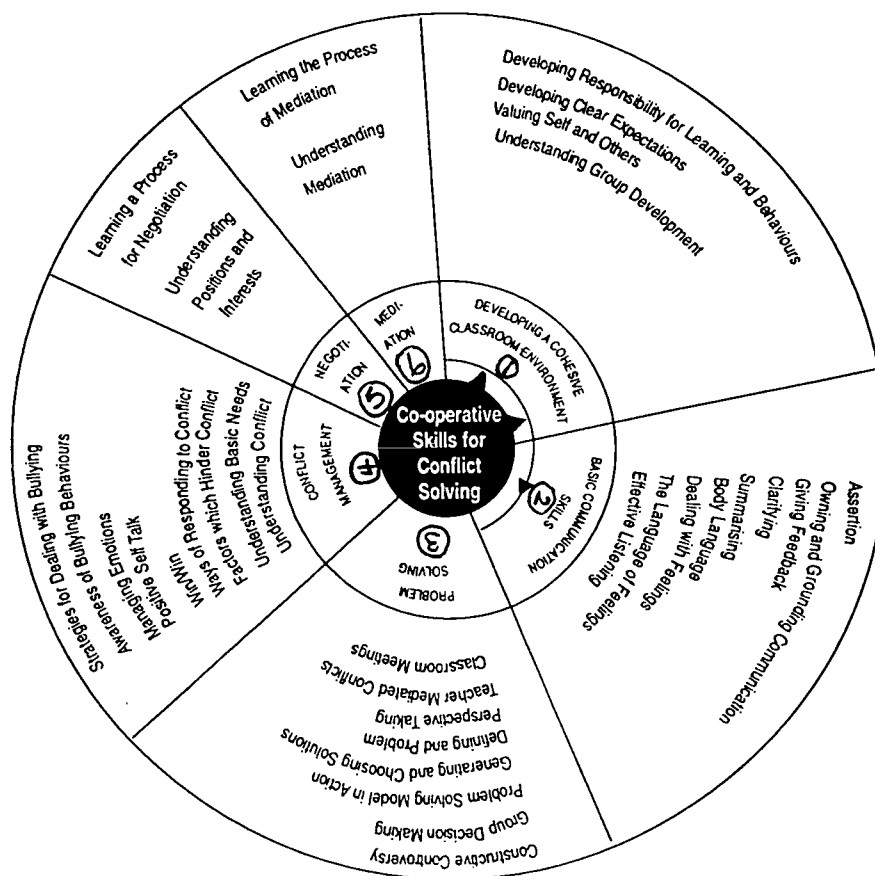 Co-operative
Skills for
Conflict
Solving
1
DEVELOPING A COHESIVE
CLASSROOM ENVIRONMENT
Developing Responsibility for Learning and Behaviours
Developing Clear Expectations
Valuing Self and Others
Understanding Group Development
2
BASIC COMMUNICATION
SKILLS
Assertion
Owning and Grounding Communication
Giving Feedback
Clarifying
Summarising
Body Language
Dealing with Feelings
The Language of Feelings
Effective Listening
3
PROBLEM
SOLVING
Constructive Controversy
Group Decision Making
Problem Solving Model in Action
Generating and Choosing Solutions
Defining and Problem
Perspective Taking
Teacher Mediated Conflicts
Classroom Meetings
4
CONFLICT
MANAGEMENT
Strategies for Dealing with Bullying
Awareness of Bullying Behaviours
Managing Emotions
Positive Self Talk
Win/Win
Ways of Responding to Conflict
Factors which Hinder Conflict
Understanding Basic Needs
Understanding Conflict
5
NEGOTI-
ATION
Learning a Process
for Negotiation
Understanding
Positions and
Interests
6
MEDI-
ATION
Learning the Process
of Mediation
Understanding
Mediation